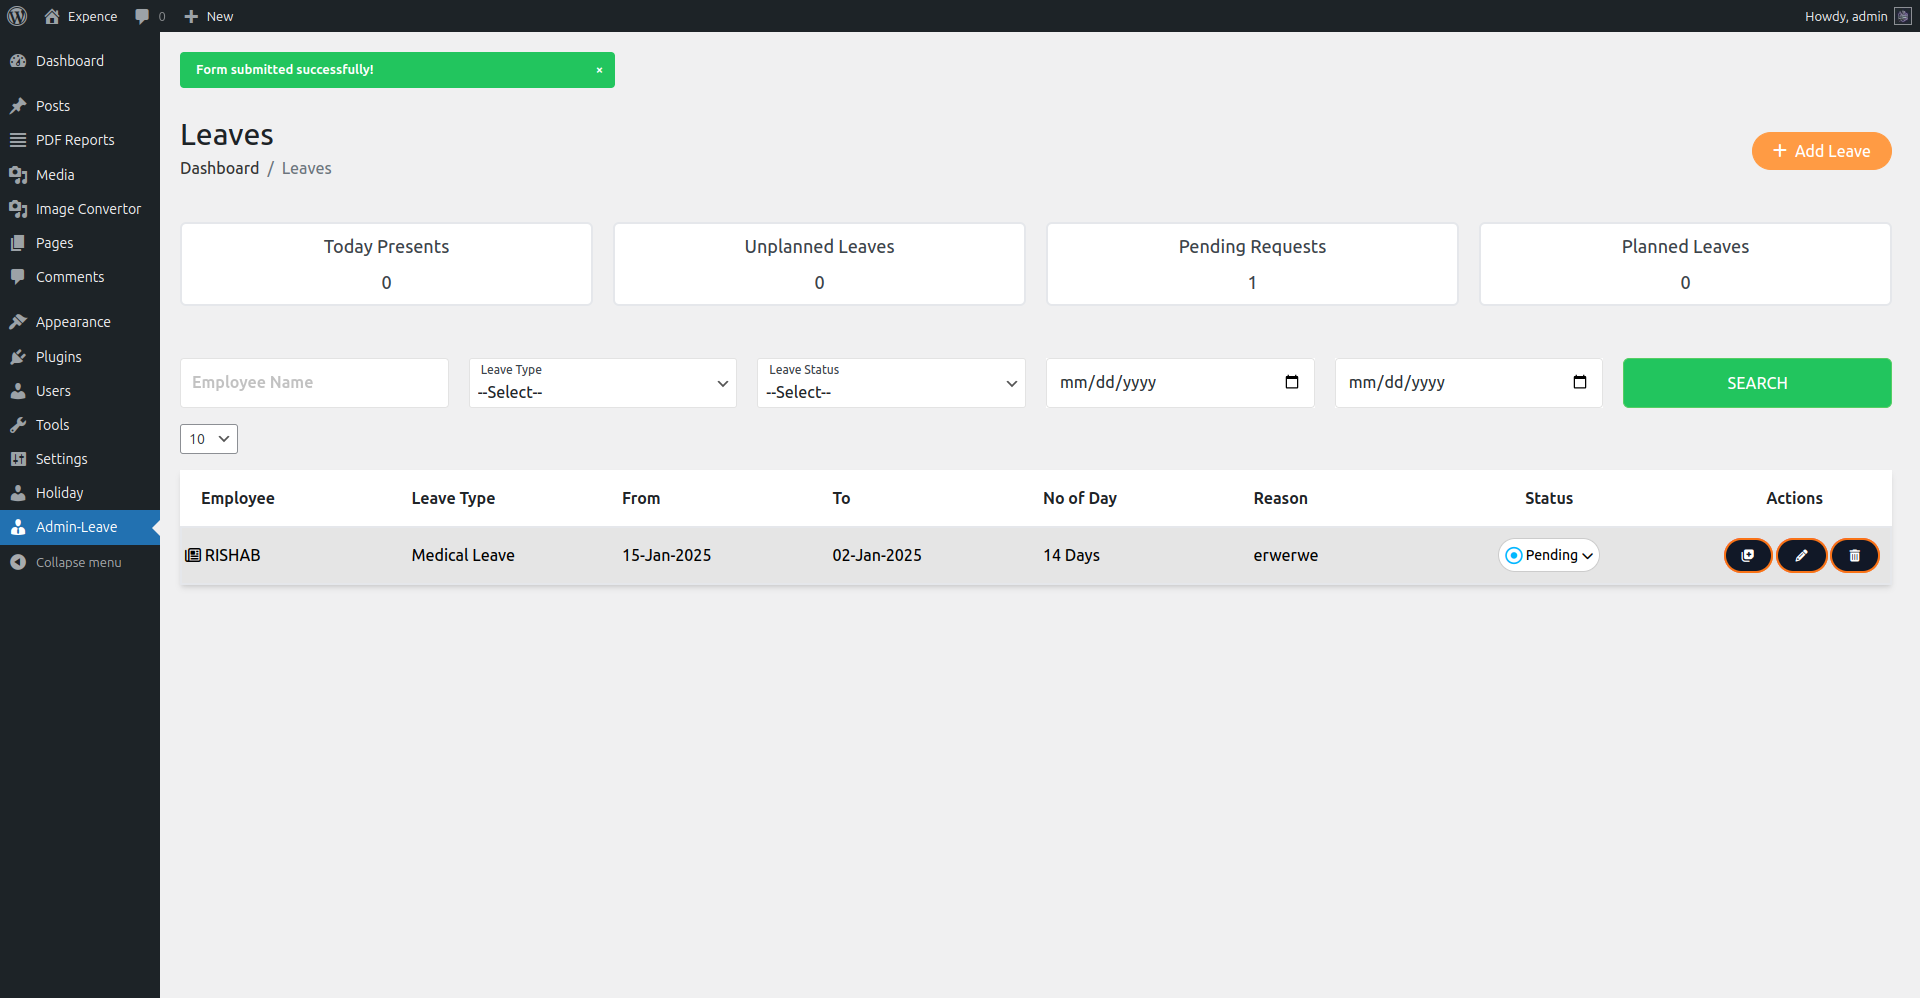 Expence 0 New Howdy, admin
Dashboard
Posts
PDF Reports
Media
Image Convertor
Pages
Comments
Appearance
Plugins
Users
Tools
Settings
Holiday
Admin-Leave
Collapse menu
Form submitted successfully! ×
Leaves
Dashboard / Leaves
+ Add Leave
Today Presents
0
Unplanned Leaves
0
Pending Requests
1
Planned Leaves
0
Employee Name
Leave Type
--Select--
Leave Status
--Select--
mm/dd/yyyy
mm/dd/yyyy
SEARCH
10
Employee Leave Type From To No of Day Reason Status Actions
RISHAB Medical Leave 15-Jan-2025 02-Jan-2025 14 Days erwerwe Pending